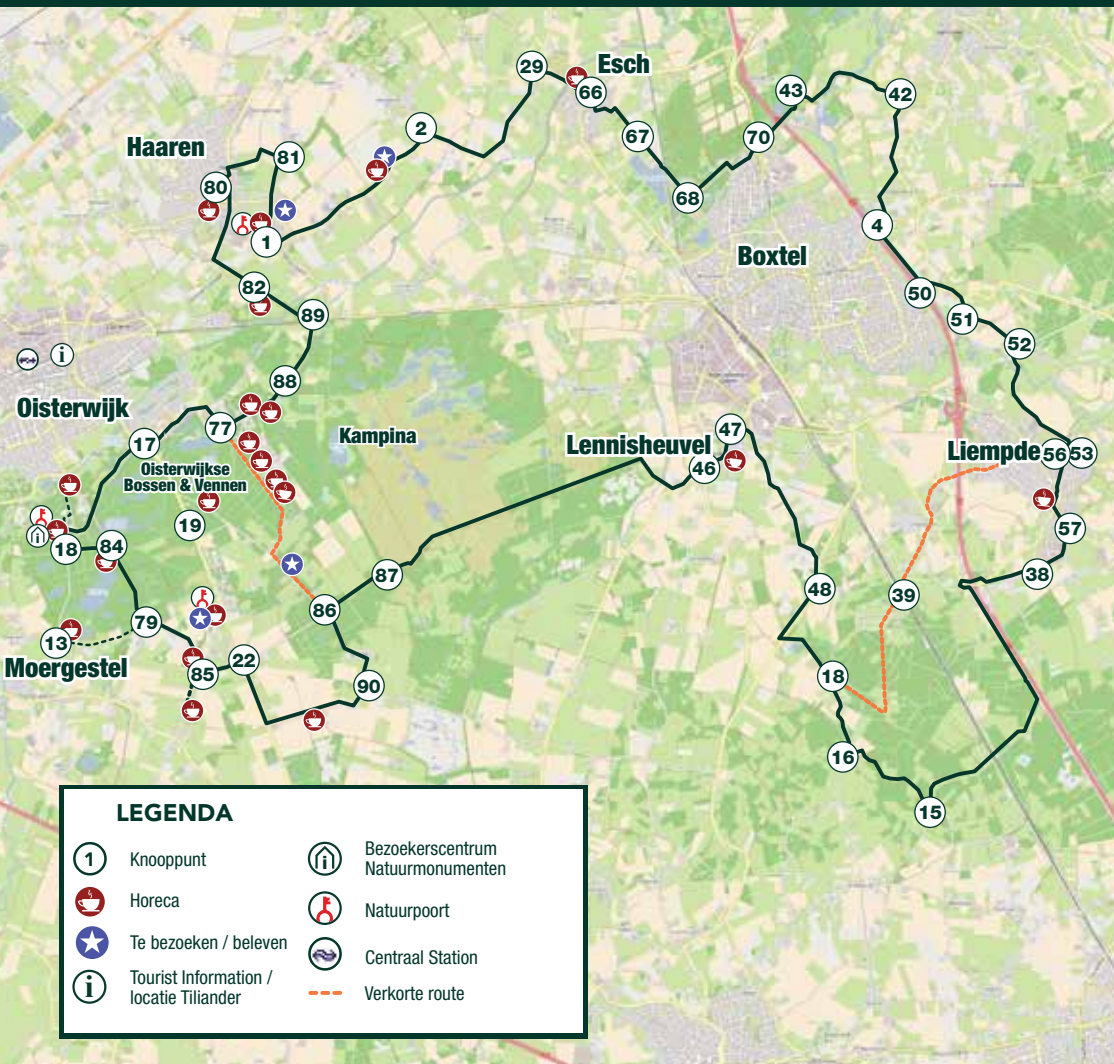 29
Esch
66
43
42
2
67
70
Haaren
81
80
68
1
4
Boxtel
82
50
89
51
52
i
88
Oisterwijk
77
17
Kampina
47
Lennisheuvel
46
Liempde
56
53
Oisterwijkse
Bossen & Vennen
19
57
18
84
87
38
48
39
86
79
13
Moergestel
22
85
90
18
16
15
LEGENDA
1
Knooppunt
Horeca
Te bezoeken / beleven
i
Tourist Information /
locatie Tiliander
Bezoekerscentrum
Natuurmonumenten
Natuurpoort
Centraal Station
Verkorte route